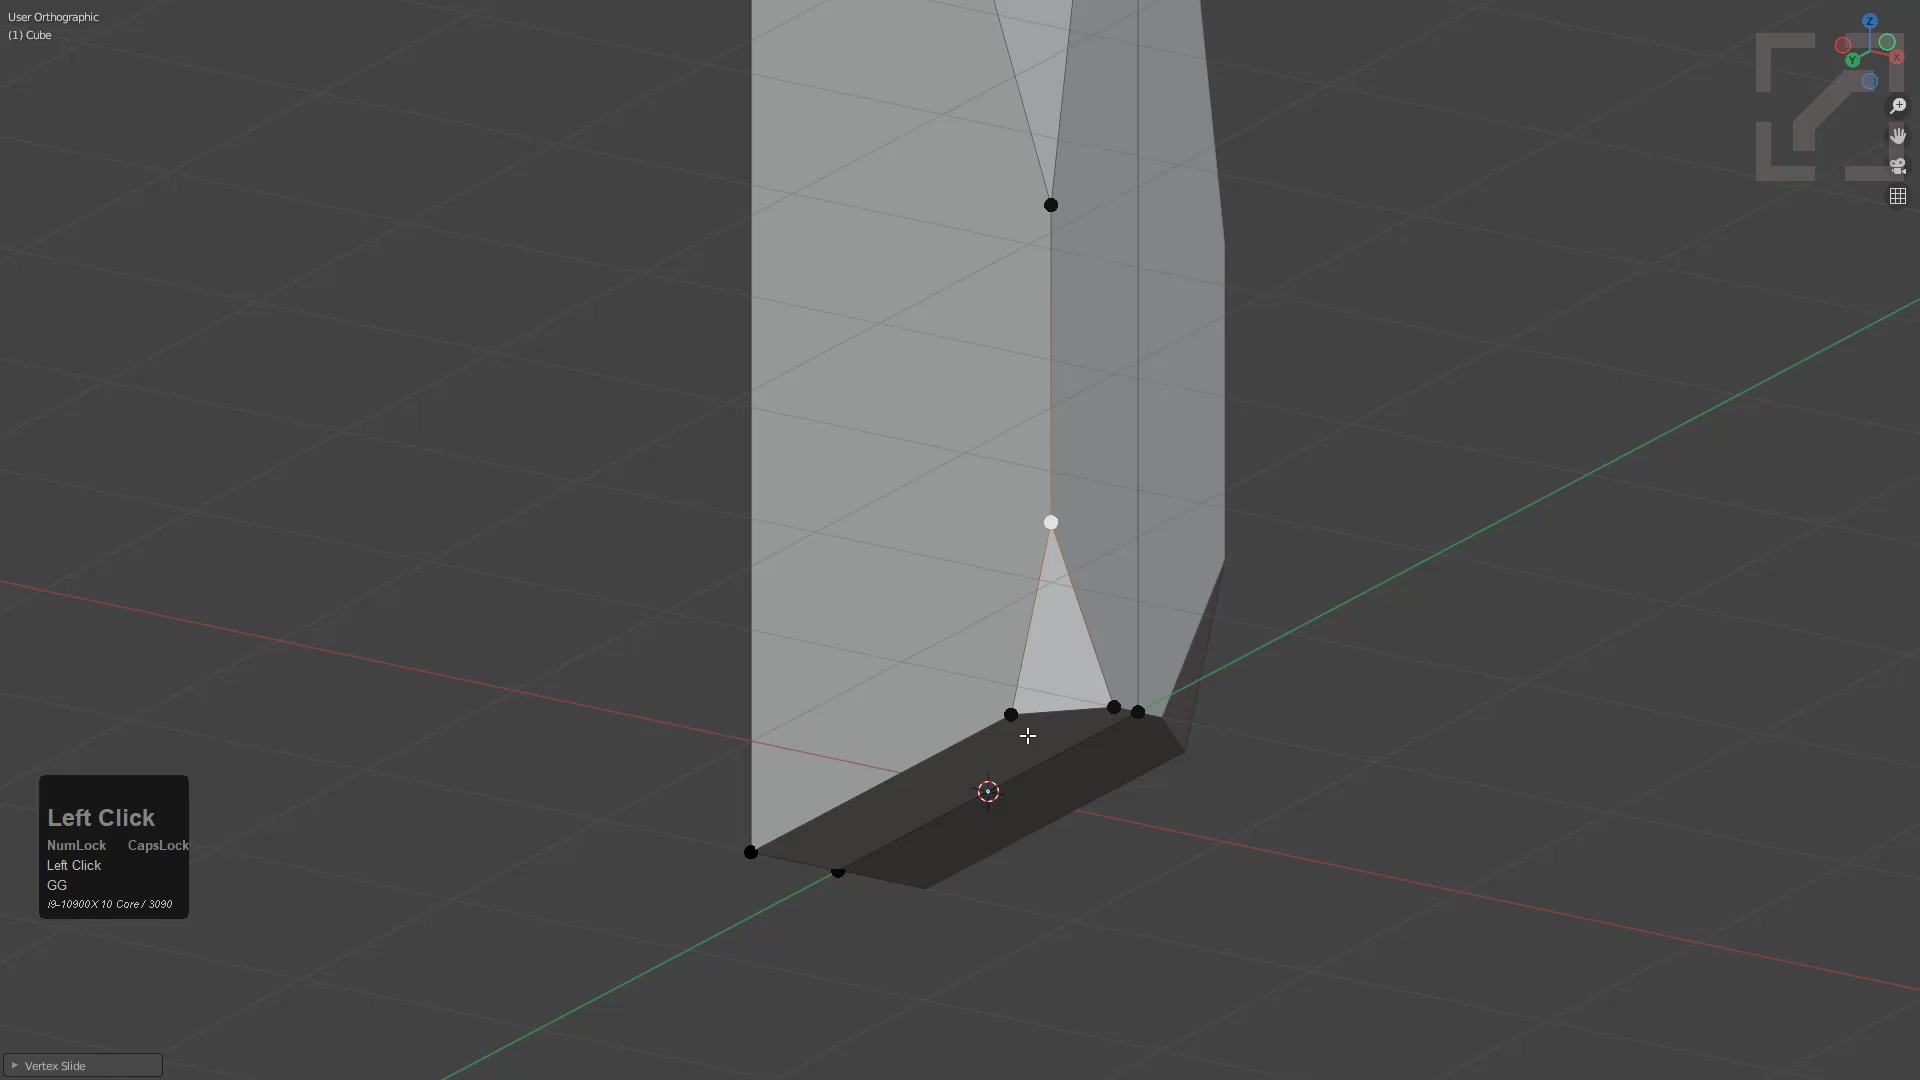 User Orthographic
(1) Cube
Z
Y
X
Left Click
NumLock CapsLock
Left Click
GG
i9-10900X 10 Core / 3090
Vertex Slide